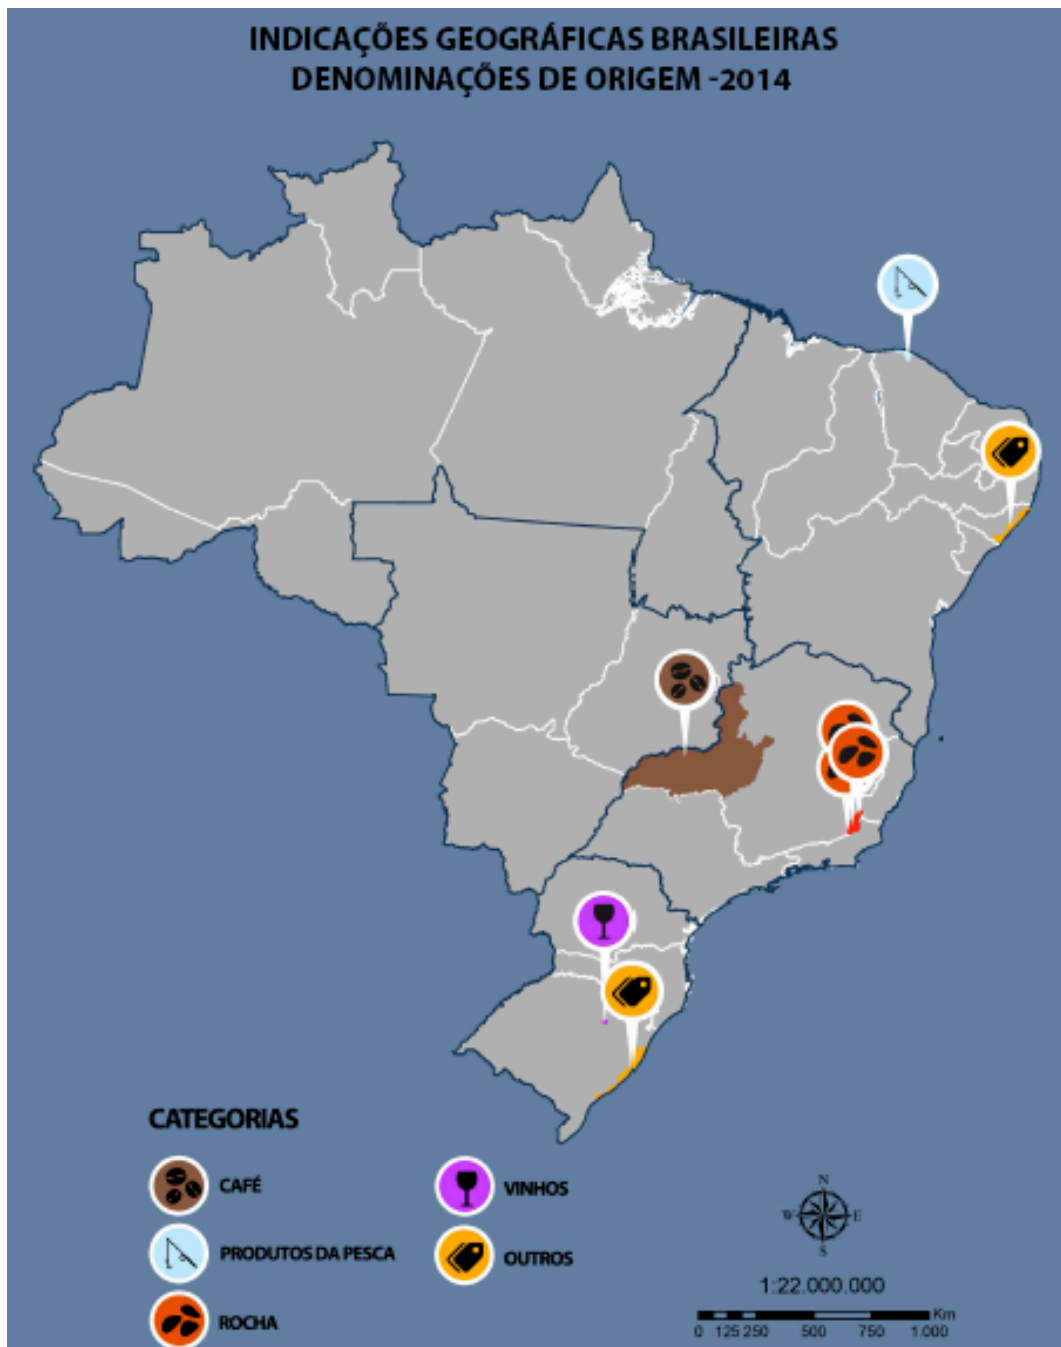 INDICAÇÕES GEOGRÁFICAS BRASILEIRAS
DENOMINAÇÕES DE ORIGEM -2014
CATEGORIAS
CAFÉ
PRODUTOS DA PESCA
ROCHA
VINHOS
OUTROS
N
W E
S
1:22.000.000
Km
0 125 250 500 750 1.000